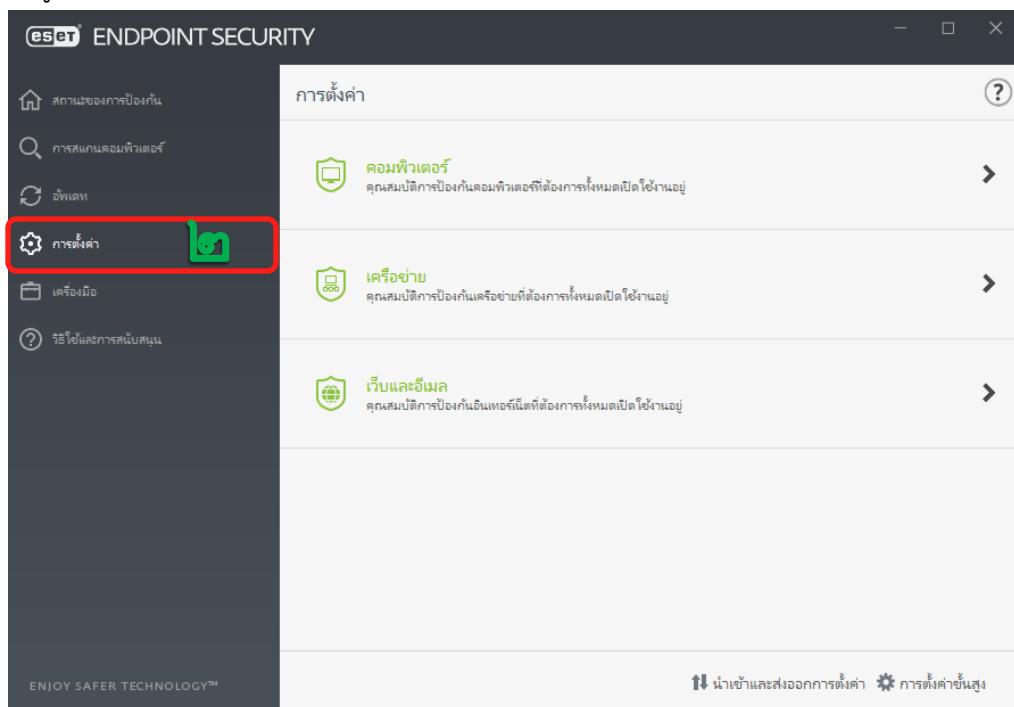 eset ENDPOINT SECURITY
สถานะของการป้องกัน
การสแกนคอมพิวเตอร์
อัพเดท
การตั้งค่า ๒
เครื่องมือ
วิธีใช้และการสนับสนุน
ENJOY SAFER TECHNOLOGY™
การตั้งค่า
?
คอมพิวเตอร์
คุณสมบัติการป้องกันคอมพิวเตอร์ที่ต้องการทั้งหมดเปิดใช้งานอยู่
เครือข่าย
คุณสมบัติการป้องกันเครือข่ายที่ต้องการทั้งหมดเปิดใช้งานอยู่
เว็บและอีเมล
คุณสมบัติการป้องกันอินเทอร์เน็ตที่ต้องการทั้งหมดเปิดใช้งานอยู่
นำเข้าและส่งออกการตั้งค่า การตั้งค่าขั้นสูง